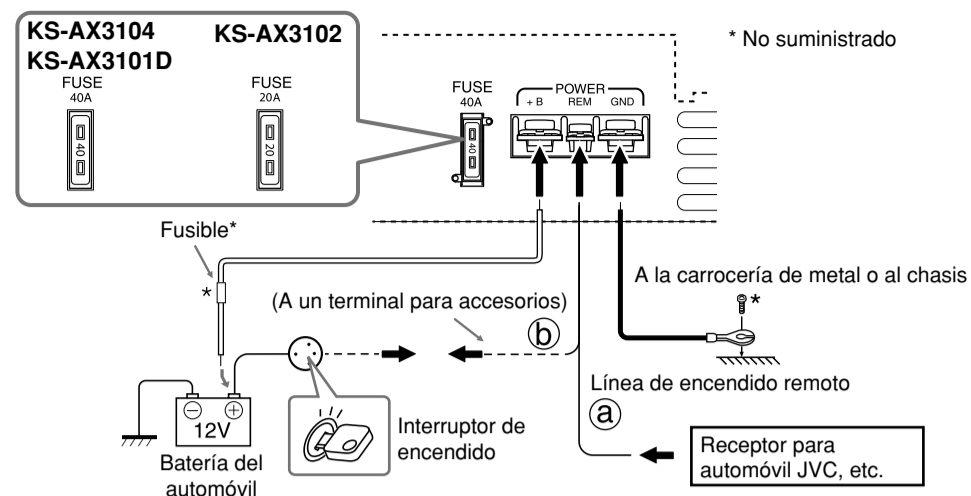 KS-AX3104
KS-AX3101D
KS-AX3102
* No suministrado
FUSE
40A
FUSE
20A
FUSE
40A
POWER
+ B REM GND
40
20
40
Fusible*
*
A la carrocería de metal o al chasis
*
(A un terminal para accesorios)
b
Línea de encendido remoto
a
12V
Interruptor de
encendido
Batería del
automóvil
Receptor para
automóvil JVC, etc.